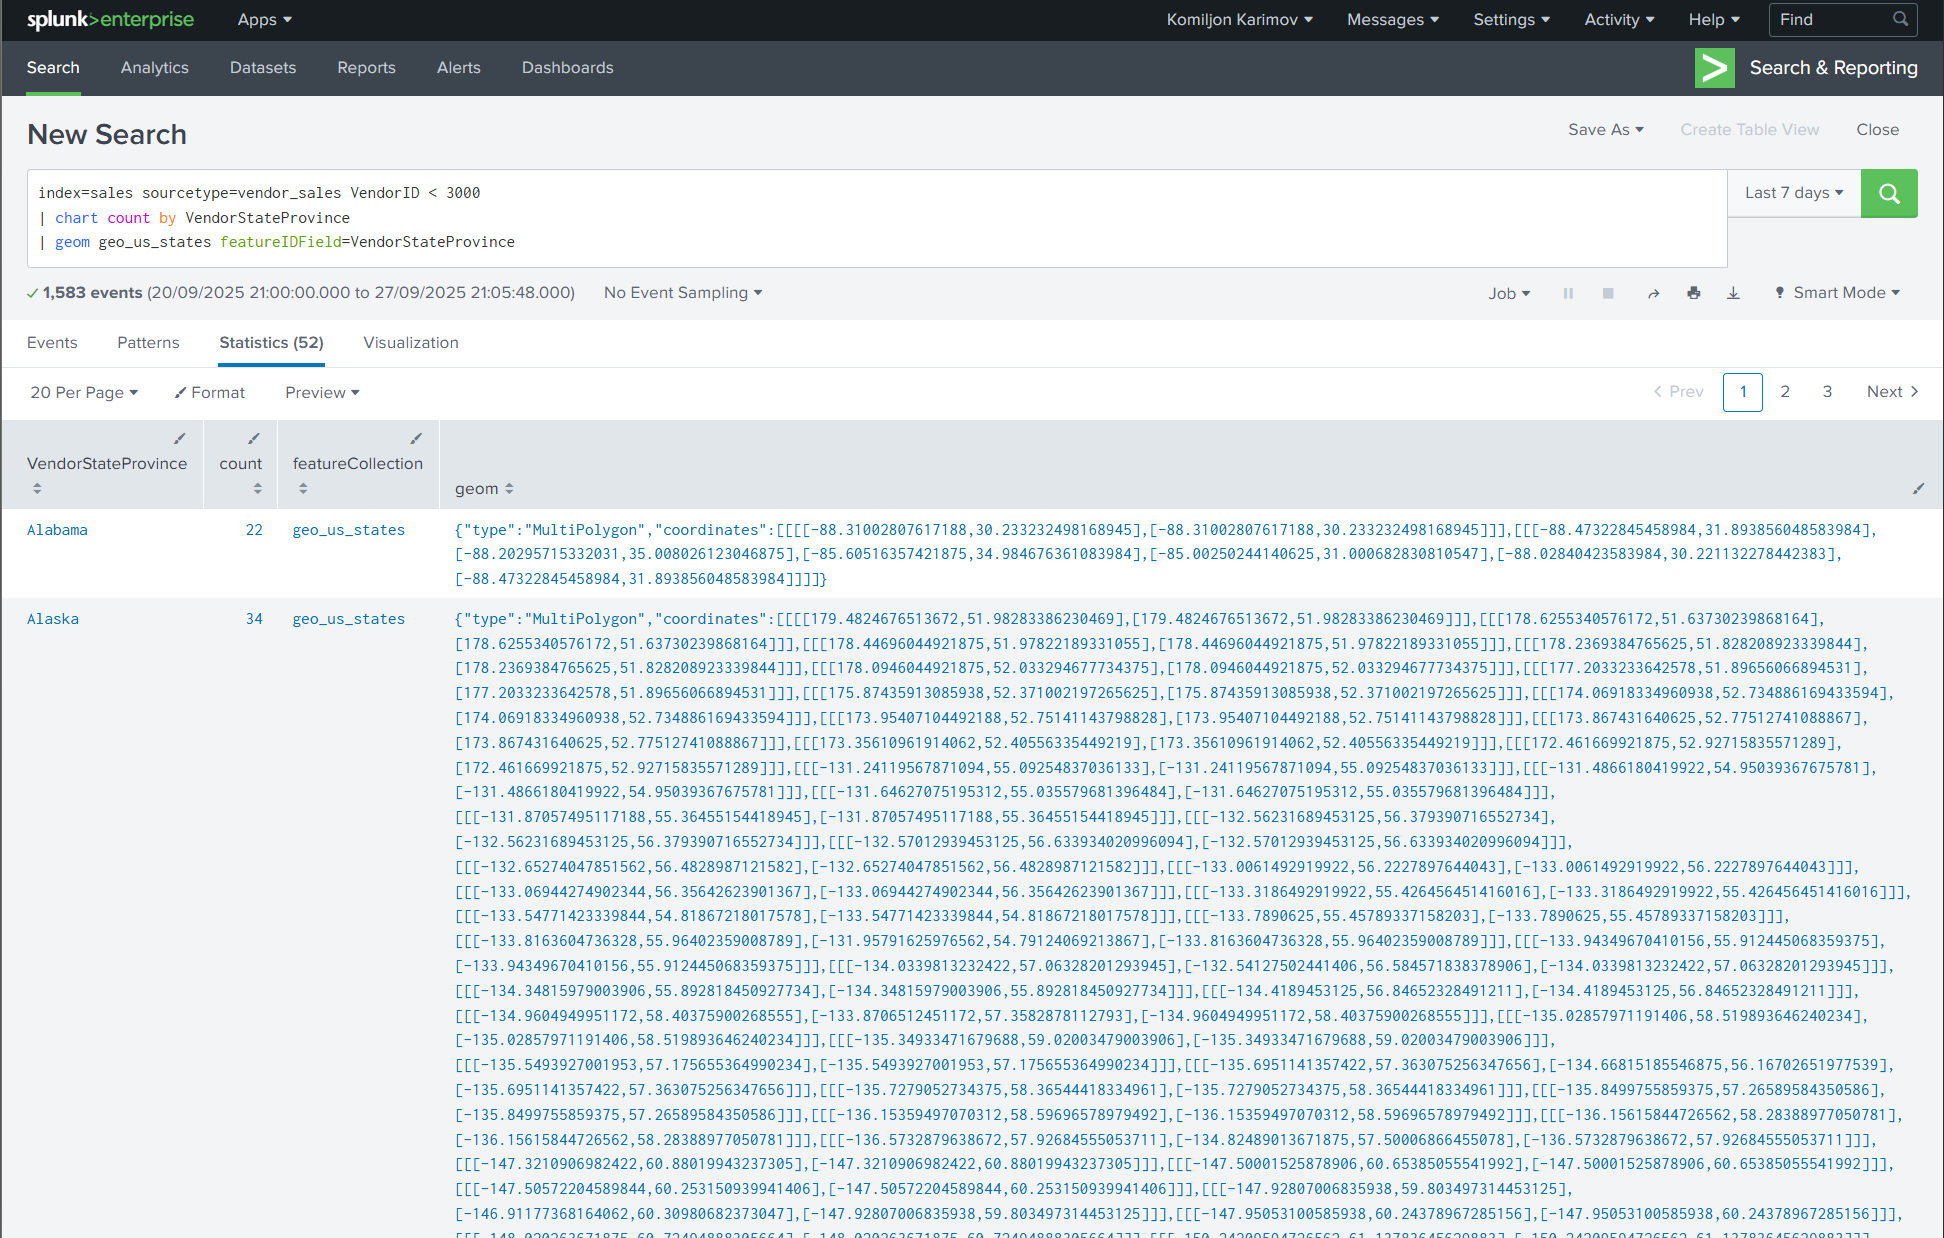 splunk>enterprise Apps Komiljon Karimov Messages Settings Activity Help Find
Search Analytics Datasets Reports Alerts Dashboards Search & Reporting
New Search Save As Create Table View Close
index=sales sourcetype=vendor_sales VendorID < 3000 Last 7 days
| chart count by VendorStateProvince
| geom geo_us_states featureIDField=VendorStateProvince
1,583 events (20/09/2025 21:00:00.000 to 27/09/2025 21:05:48.000) No Event Sampling Job Smart Mode
Events Patterns Statistics (52) Visualization
20 Per Page Format Preview Prev 1 2 3 Next
VendorStateProvince count featureCollection
geom
Alabama 22 geo_us_states {"type":"MultiPolygon","coordinates":[[[[-88.31002807617188,30.233232498168945],[-88.31002807617188,30.233232498168945]]],[[[-88.47322845458984,31.893856048583984],
[-88.20295715332031,35.008026123046875],[-85.60516357421875,34.984676361083984],[-85.00250244140625,31.000682830810547],[-88.02840423583984,30.221132278442383],
[-88.47322845458984,31.893856048583984]]]]}
Alaska 34 geo_us_states {"type":"MultiPolygon","coordinates":[[[[179.4824676513672,51.98283386230469],[179.4824676513672,51.98283386230469]]],[[[178.6255340576172,51.63730239868164],
[178.6255340576172,51.63730239868164]]],[[[178.44696044921875,51.978221893310​55],[178.44696044921875,51.97822189331055]]],[[[178.2369384765625,51.828208923339844],
[178.2369384765625,51.828208923339844]]],[[[178.0946044921875,52.033294677734375],[178.0946044921875,52.033294677734375]]],[[[177.2033233642578,51.89656066894531],
[177.2033233642578,51.89656066894531]]],[[[175.87435913085938,52.371002197265625],[175.87435913085938,52.371002197265625]]],[[[174.06918334960938,52.734886169433594],
[174.06918334960938,52.734886169433594]]],[[[173.95407104492188,52.75141143798828],[173.95407104492188,52.75141143798828]]],[[[173.867431640625,52.77512741088867],
[173.867431640625,52.77512741088867]]],[[[173.35610961914062,52.40556335449219],[173.35610961914062,52.40556335449219]]],[[[172.461669921875,52.92715835571289],
[172.461669921875,52.92715835571289]]],[[[-131.24119567871094,55.09254837036133],[-131.24119567871094,55.09254837036133]]],[[[-131.4866180419922,54.95039367675781],
[-131.4866180419922,54.95039367675781]]],[[[-131.64627075195312,55.035579681396484],[-131.64627075195312,55.035579681396484]]],
[[[-131.87057495117188,55.36455154418945],[-131.87057495117188,55.36455154418945]]],[[[-132.56231689453125,56.379390716552734],
[-132.56231689453125,56.379390716552734]]],[[[-132.57012939453125,56.633934020996094],[-132.57012939453125,56.633934020996094]]],
[[[-132.65274047851562,56.4828987121582],[-132.65274047851562,56.4828987121582]]],[[[-133.0061492919922,56.2227897644043],[-133.0061492919922,56.2227897644043]]],
[[[-133.06944274902344,56.35642623901367],[-133.06944274902344,56.35642623901367]]],[[[-133.3186492919922,55.426456451416016],[-133.3186492919922,55.426456451416016]]],
[[[-133.54771423339844,54.81867218017578],[-133.54771423339844,54.81867218017578]]],[[[-133.7890625,55.45789337158203],[-133.7890625,55.45789337158203]]],
[[[-133.8163604736328,55.96402359008789],[-131.95791625976562,54.79124069213867],[-133.8163604736328,55.96402359008789]]],[[[-133.94349670410156,55.912445068359375],
[-133.94349670410156,55.912445068359375]]],[[[-134.0339813232422,57.06328201293945],[-132.54127502441406,56.584571838378906],[-134.0339813232422,57.06328201293945]]],
[[[-134.34815979003906,55.892818450927734],[-134.34815979003906,55.892818450927734]]],[[[-134.4189453125,56.84652328491211],[-134.4189453125,56.84652328491211]]],
[[[-134.9604949951172,58.40375900268555],[-133.8706512451172,57.3582878112793],[-134.9604949951172,58.40375900268555]]],[[[-135.02857971191406,58.519893646240234],
[-135.02857971191406,58.519893646240234]]],[[[-135.34933471679688,59.02003479003906],[-135.34933471679688,59.02003479003906]]],
[[[-135.5493927001953,57.175655364990234],[-135.5493927001953,57.175655364990234]]],[[[-135.6951141357422,57.363075256347656],[-134.66815185546875,56.16702651977539],
[-135.6951141357422,57.363075256347656]]],[[[-135.7279052734375,58.36544418334961],[-135.7279052734375,58.36544418334961]]],[[[-135.8499755859375,57.26589584350586],
[-135.8499755859375,57.26589584350586]]],[[[-136.15359497070312,58.59696578979492],[-136.15359497070312,58.59696578979492]]],[[[-136.15615844726562,58.28388977050781],
[-136.15615844726562,58.28388977050781]]],[[[-136.5732879638672,57.92684555053711],[-134.82489013671875,57.50006866455078],[-136.5732879638672,57.92684555053711]]],
[[[-147.3210906982422,60.88019943237305],[-147.3210906982422,60.88019943237305]]],[[[-147.50001525878906,60.65385055541992],[-147.50001525878906,60.65385055541992]]],
[[[-147.50572204589844,60.253150939941406],[-147.50572204589844,60.253150939941406]]],[[[-147.92807006835938,59.803497314453125],
[-146.91177368164062,60.30980682373047],[-147.92807006835938,59.803497314453125]]],[[[-147.95053100585938,60.24378967285156],[-147.95053100585938,60.24378967285156]]],